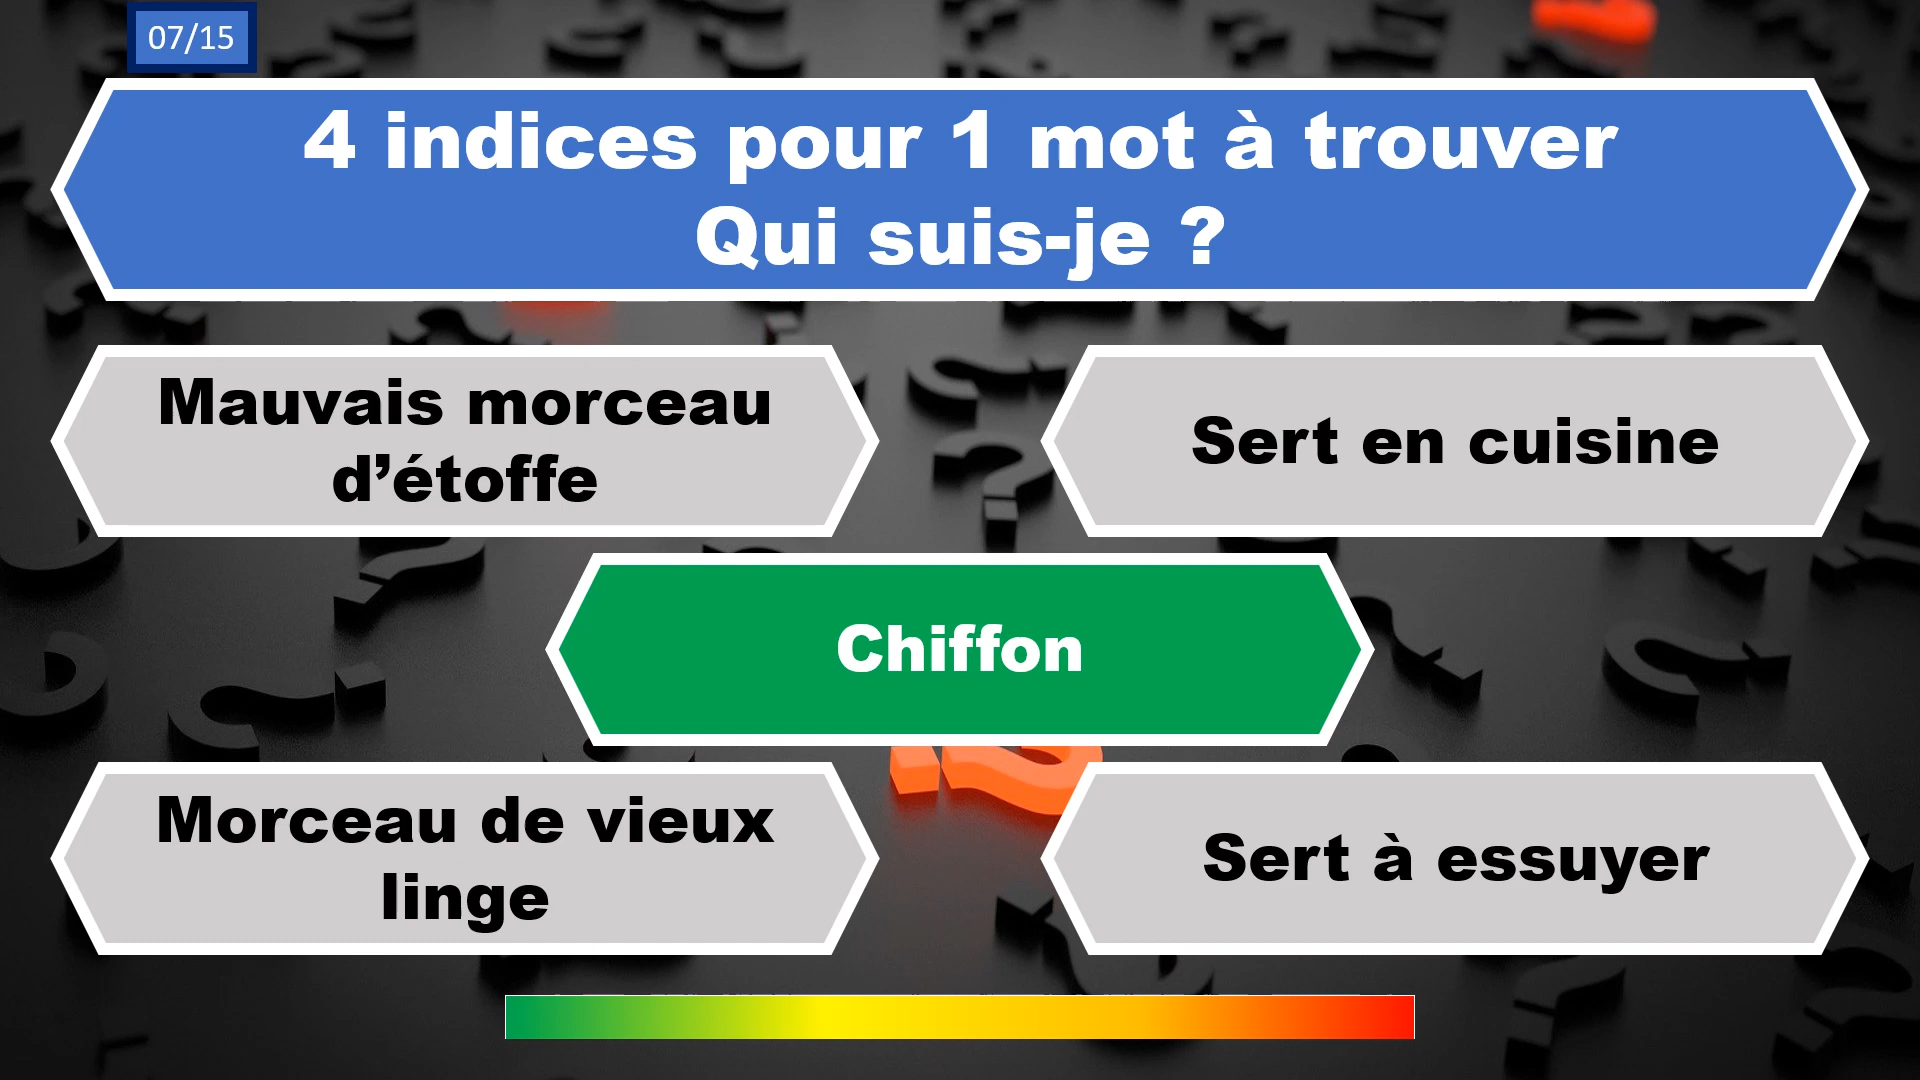 07/15
4 indices pour 1 mot à trouver
Qui suis-je ?
Mauvais morceau
d’étoffe
Sert en cuisine
Chiffon
Morceau de vieux
linge
Sert à essuyer